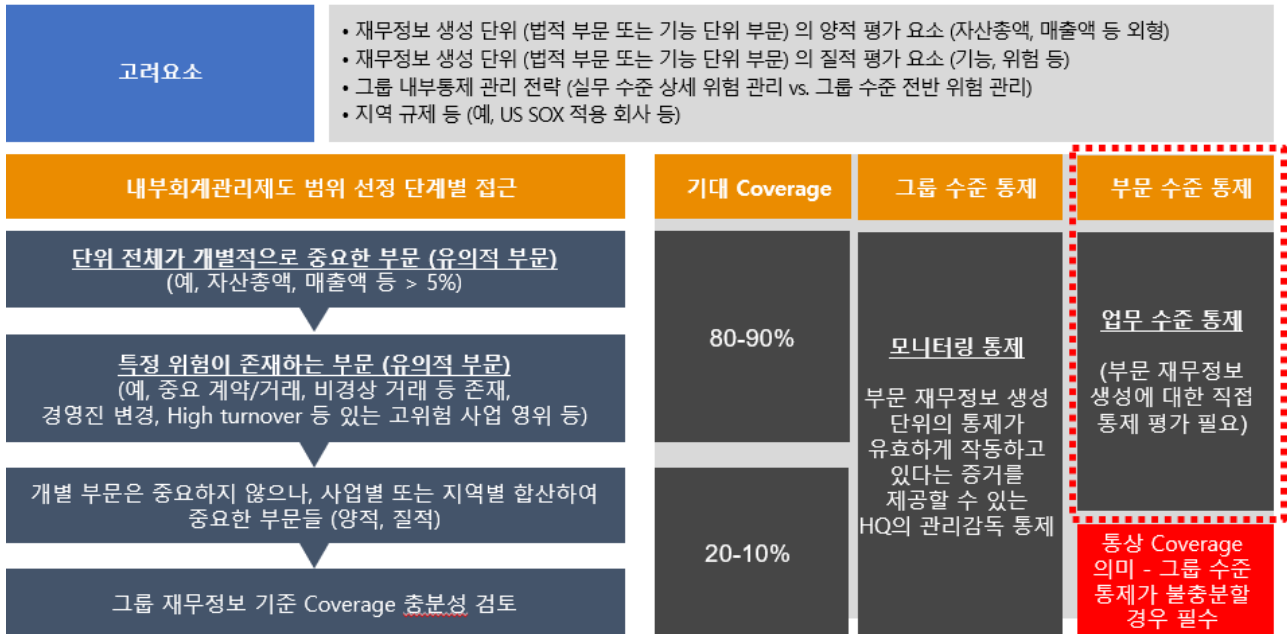 고려요소
• 재무정보 생성 단위 (법적 부문 또는 기능 단위 부문) 의 양적 평가 요소 (자산총액, 매출액 등 외형)
• 재무정보 생성 단위 (법적 부문 또는 기능 단위 부문) 의 질적 평가 요소 (기능, 위험 등)
• 그룹 내부통제 관리 전략 (실무 수준 상세 위험 관리 vs. 그룹 수준 전반 위험 관리)
• 지역 규제 등 (예, US SOX 적용 회사 등)
내부회계관리제도 범위 선정 단계별 접근
단위 전체가 개별적으로 중요한 부문 (유의적 부문)
(예, 자산총액, 매출액 등 > 5%)
특정 위험이 존재하는 부문 (유의적 부문)
(예, 중요 계약/거래, 비경상 거래 등 존재,
경영진 변경, High turnover 등 있는 고위험 사업 영위 등)
개별 부문은 중요하지 않으나, 사업별 또는 지역별 합산하여
중요한 부문들 (양적, 질적)
그룹 재무정보 기준 Coverage 충분성 검토
기대 Coverage
80-90%
20-10%
그룹 수준 통제
모니터링 통제
부문 재무정보 생성
단위의 통제가
유효하게 작동하고
있다는 증거를
제공할 수 있는
HQ의 관리감독 통제
부문 수준 통제
업무 수준 통제
(부문 재무정보
생성에 대한 직접
통제 평가 필요)
통상 Coverage
의미 - 그룹 수준
통제가 불충분할
경우 필수